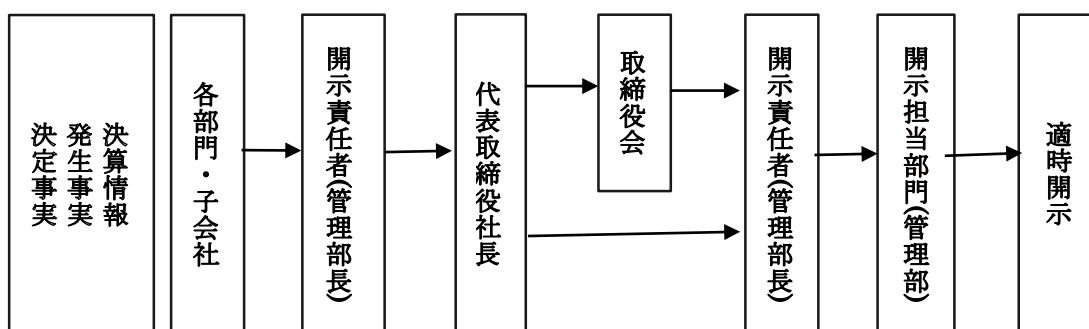 決算情報
発生事実
決定事実
各部門・子会社
開示責任者(管理部長)
代表取締役社長
取締役会
開示責任者(管理部長)
開示担当部門(管理部)
適時開示